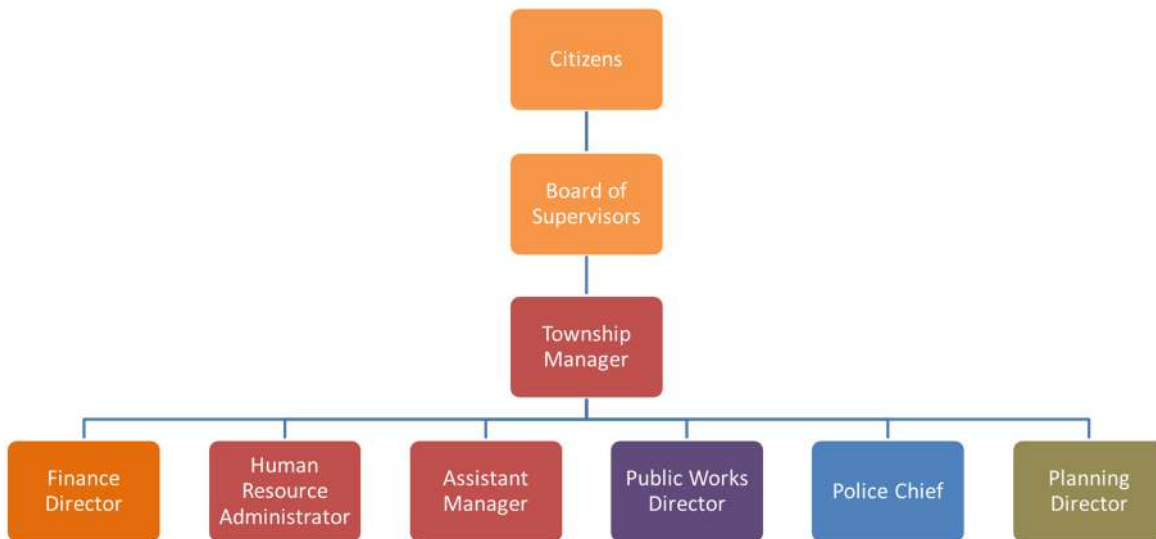 Citizens
Board of
Supervisors
Township
Manager
Finance
Director
Human
Resource
Administrator
Assistant
Manager
Public Works
Director
Police Chief
Planning
Director